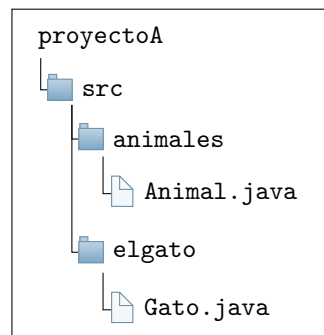 proyectoA
src
animales
Animal.java
elgato
Gato.java